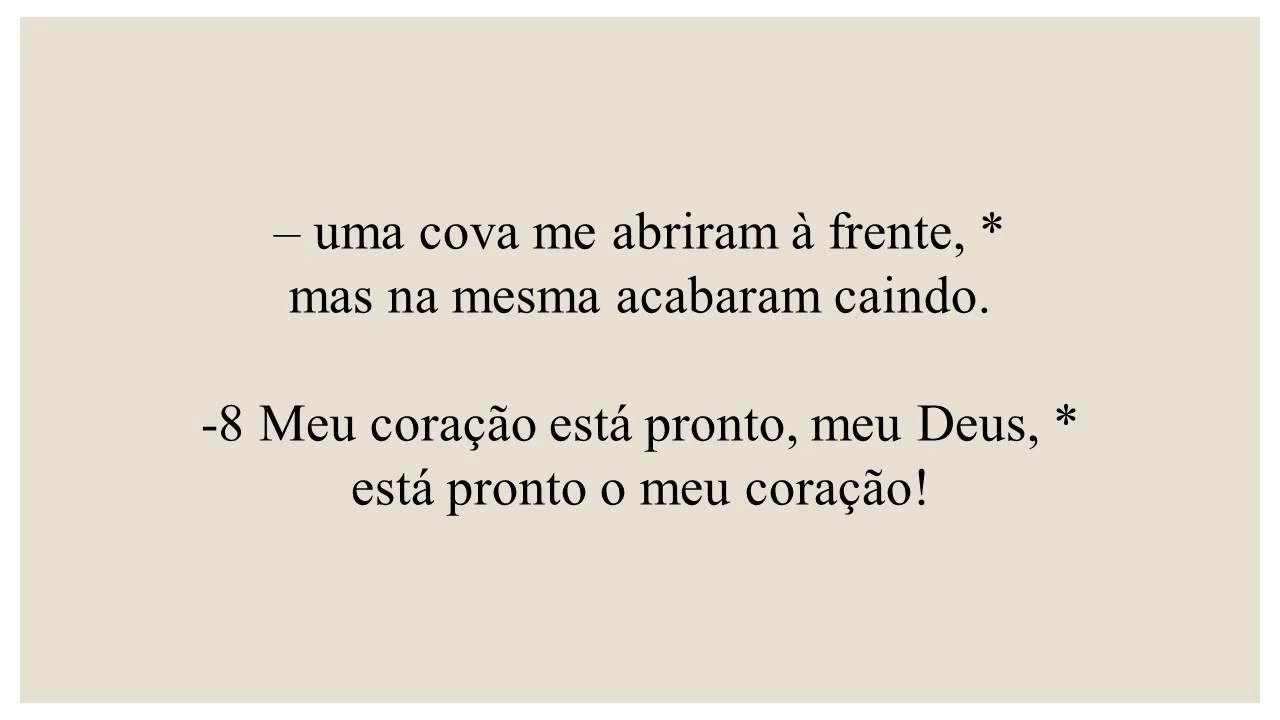 – uma cova me abriram à frente, *
mas na mesma acabaram caindo.
-8 Meu coração está pronto, meu Deus, *
está pronto o meu coração!